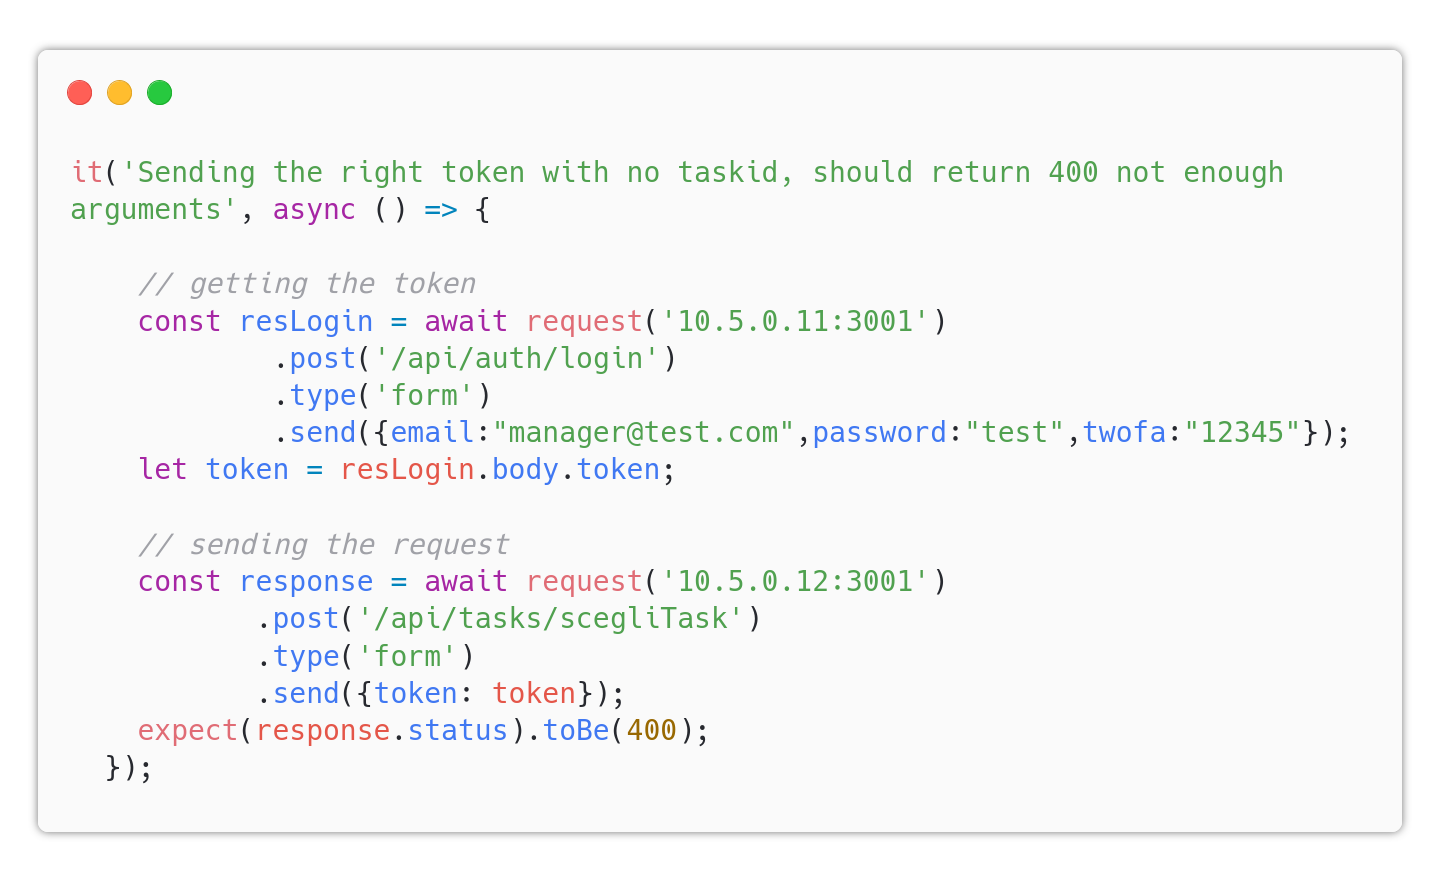 it('Sending the right token with no taskid, should return 400 not enough
arguments', async () => {
// getting the token
const resLogin = await request('10.5.0.11:3001')
.post('/api/auth/login')
.type('form')
.send({email:"manager@test.com",password:"test",twofa:"12345"});
let token = resLogin.body.token;
// sending the request
const response = await request('10.5.0.12:3001')
.post('/api/tasks/scegliTask')
.type('form')
.send({token: token});
expect(response.status).toBe(400);
});